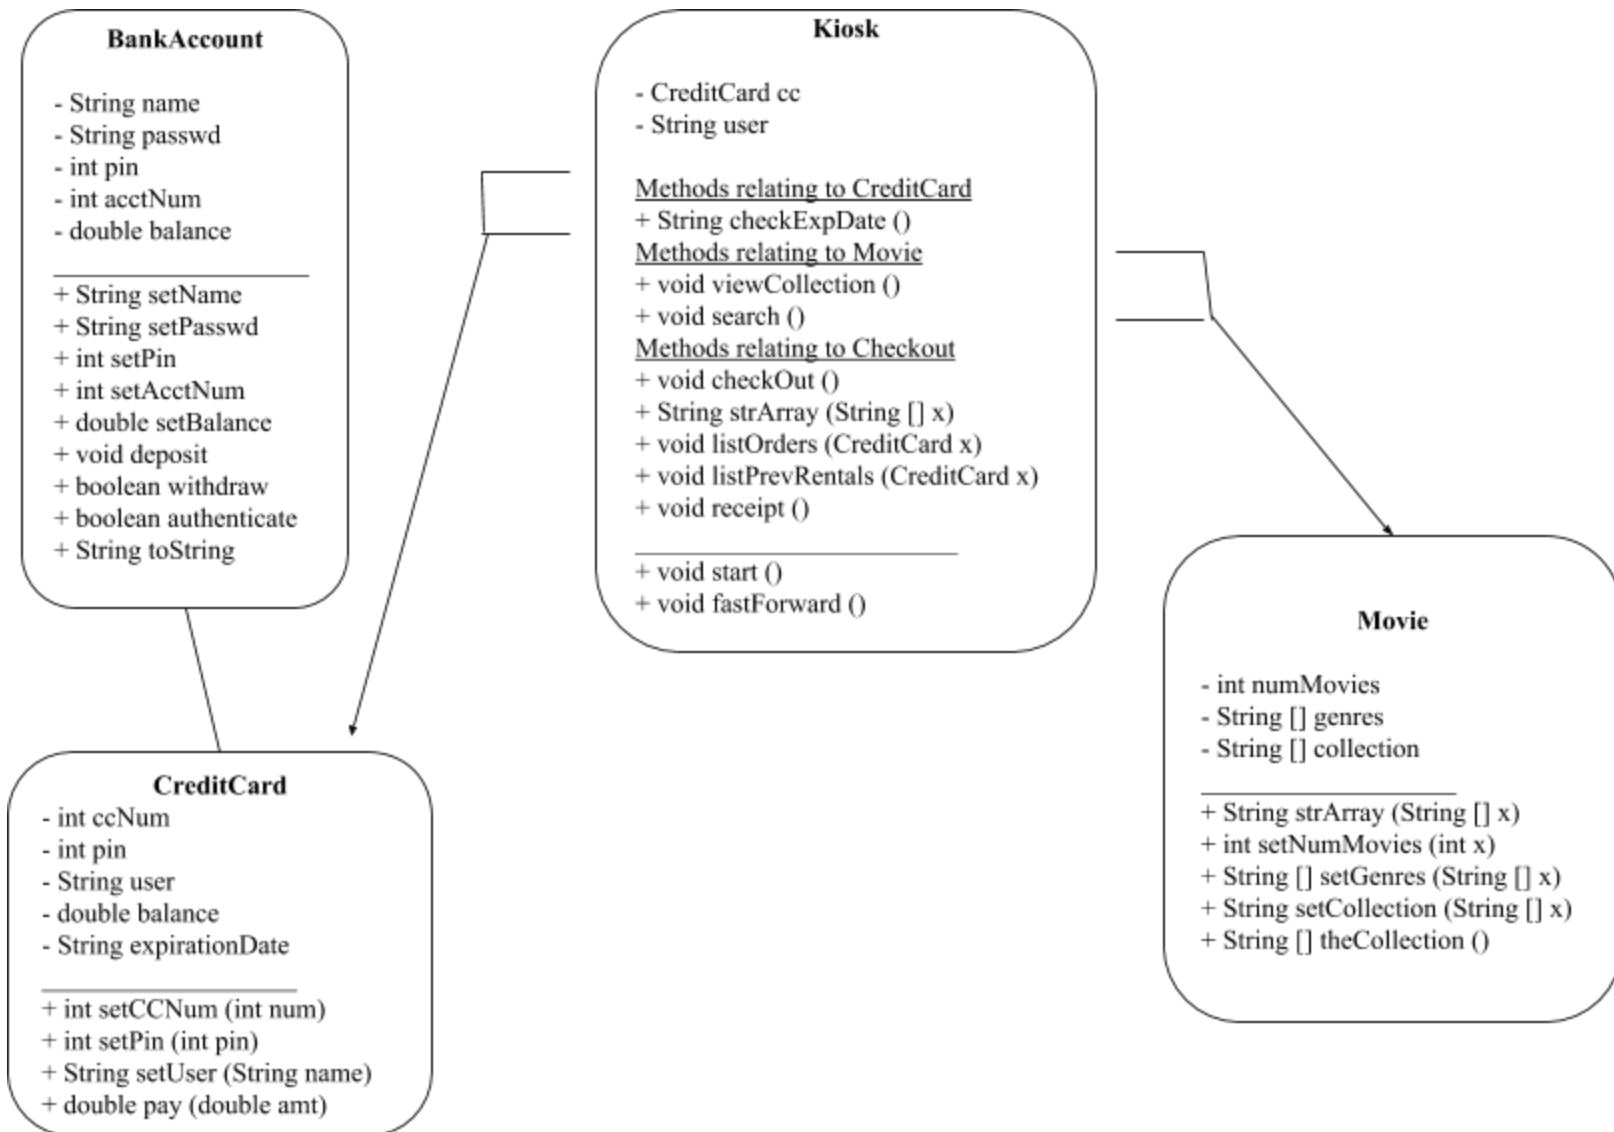 BankAccount
- String name
- String passwd
- int pin
- int acctNum
- double balance
+ String setName
+ String setPasswd
+ int setPin
+ int setAcctNum
+ double setBalance
+ void deposit
+ boolean withdraw
+ boolean authenticate
+ String toString
Kiosk
- CreditCard cc
- String user
Methods relating to CreditCard
+ String checkExpDate ()
Methods relating to Movie
+ void viewCollection ()
+ void search ()
Methods relating to Checkout
+ void checkOut ()
+ String strArray (String [] x)
+ void listOrders (CreditCard x)
+ void listPrevRentals (CreditCard x)
+ void receipt ()
+ void start ()
+ void fastForward ()
CreditCard
- int ccNum
- int pin
- String user
- double balance
- String expirationDate
+ int setCCNum (int num)
+ int setPin (int pin)
+ String setUser (String name)
+ double pay (double amt)
Movie
- int numMovies
- String [] genres
- String [] collection
+ String strArray (String [] x)
+ int setNumMovies (int x)
+ String [] setGenres (String [] x)
+ String setCollection (String [] x)
+ String [] theCollection ()